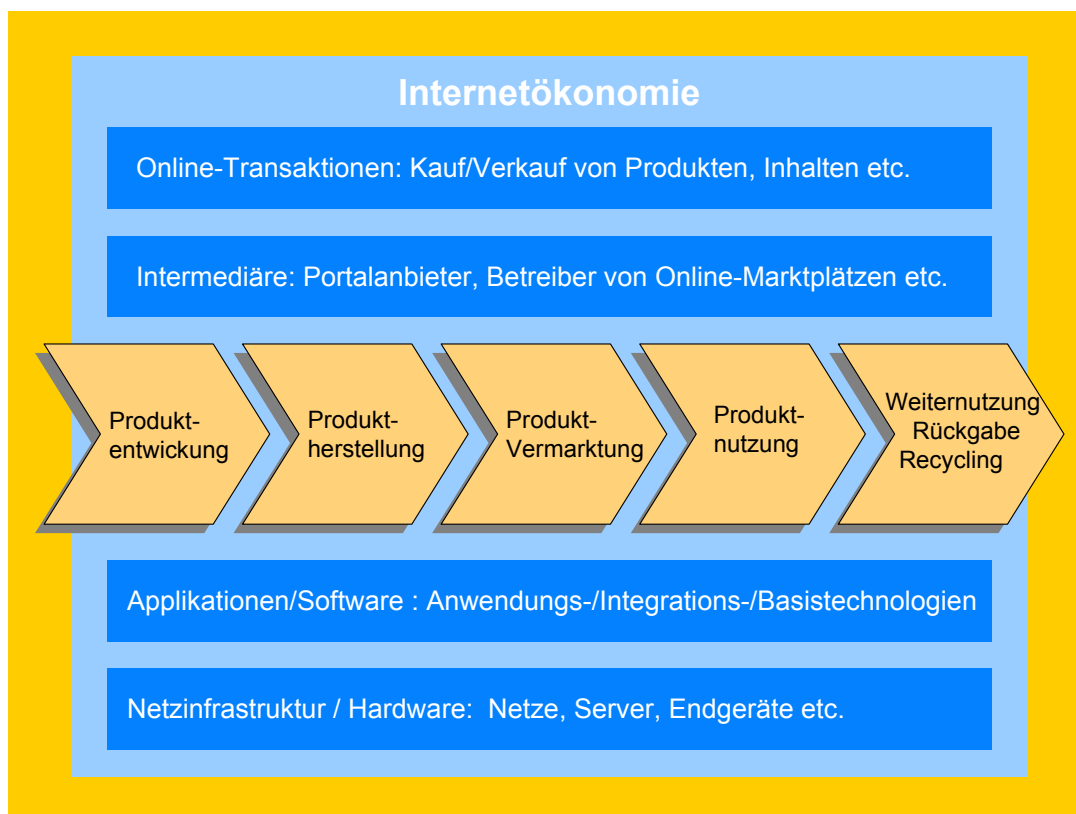 Internetökonomie
Online-Transaktionen: Kauf/Verkauf von Produkten, Inhalten etc.
Intermediäre: Portalanbieter, Betreiber von Online-Marktplätzen etc.
Produkt-
entwickung
Produkt-
herstellung
Produkt-
Vermarktung
Produkt-
nutzung
Weiternutzung
Rückgabe
Recycling
Applikationen/Software : Anwendungs-/Integrations-/Basistechnologien
Netzinfrastruktur / Hardware:  Netze, Server, Endgeräte etc.